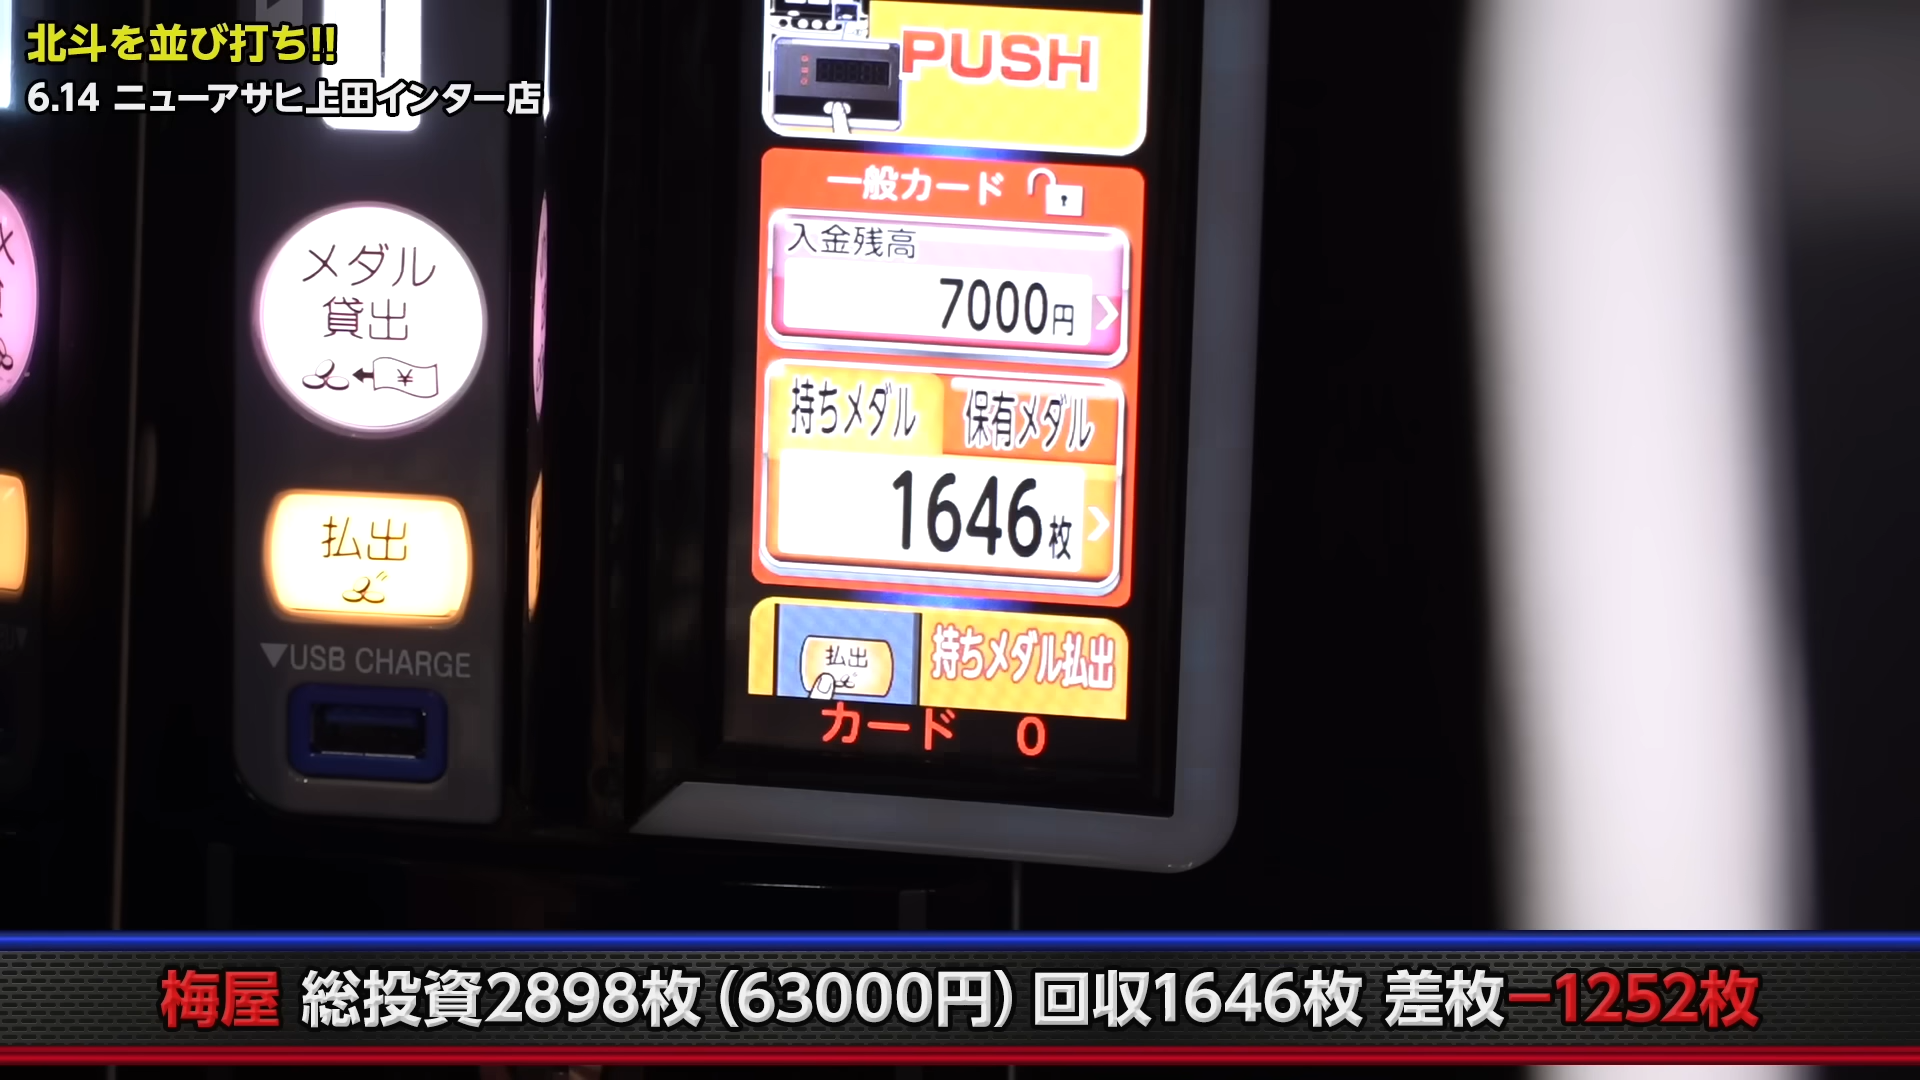 北斗を並び打ち!!
6.14 ニューアサヒ上田インター店
PUSH
一般カード
入金残高
7000円
メダル
貸出
¥
持ちメダル 保有メダル
1646枚
払出
払出
持ちメダル払出
▼USB CHARGE
カード 0
梅屋 総投資2898枚(63000円)回収1646枚 差枚−1252枚